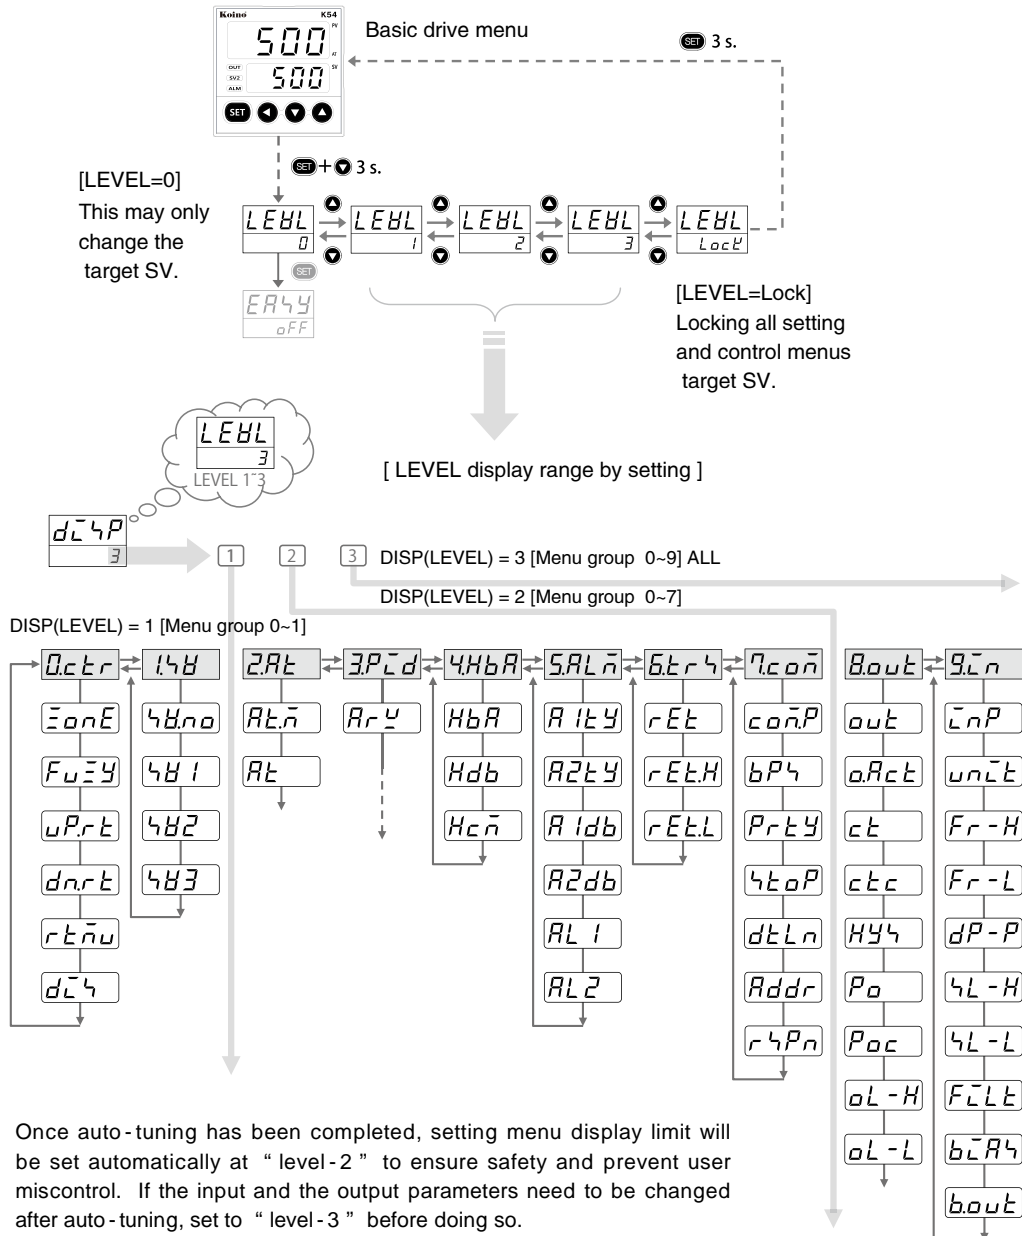 Koino K54
PV
500
AT
OUT
SV2
ALM
500
SV
SET
Basic drive menu
SET 3 s.
SET + 3 s.
[LEVEL=0]
This may only
change the
target SV.
LEVL
0
LEVL
1
LEVL
2
LEVL
3
LEVL
Lock
SET
EASY
oFF
[LEVEL=Lock]
Locking all setting
and control menus
target SV.
LEVL
3
LEVEL 1~3
[ LEVEL display range by setting ]
diSP
3
1 2 3
DISP(LEVEL) = 3 [Menu group 0~9] ALL
DISP(LEVEL) = 2 [Menu group 0~7]
DISP(LEVEL) = 1 [Menu group 0~1]
0.ctr 1.SV 2.At 3.Pid 4.HbA 5.ALm 6.trS 7.com 8.out 9.in
ZonE SV.no At.m ArW HbA A1tY rEt com.P out inP
FuZY SV1 At Hdb A2tY rEt.H bPS o.Act unit
uP.rt SV2 Hcm A1db rEt.L PrtY ct Fr-H
dn.rt SV3 A2db StoP ctc Fr-L
rtmu AL1 dtLn HYS dP-P
diS AL2 Addr Po SL-H
rSPn Poc SL-L
oL-H FiLt
oL-L biAS
b.out
Once auto-tuning has been completed, setting menu display limit will
be set automatically at “level-2” to ensure safety and prevent user
miscontrol. If the input and the output parameters need to be changed
after auto-tuning, set to “level-3” before doing so.